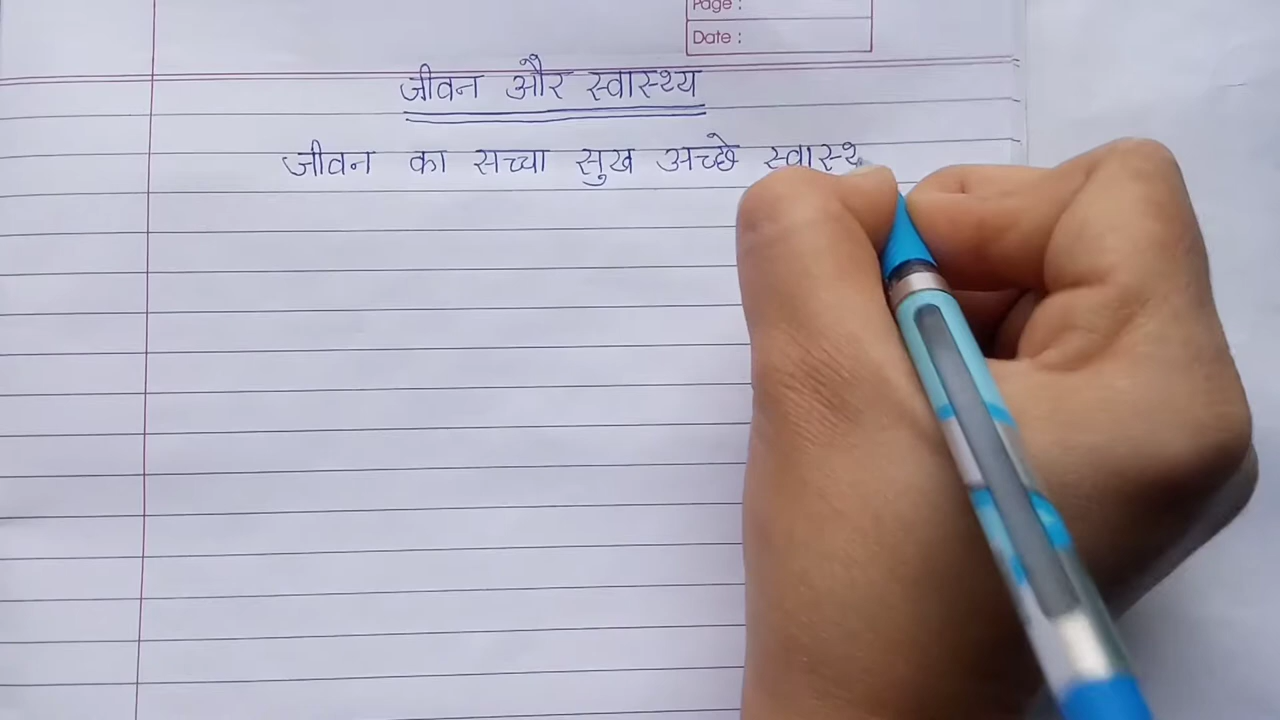 Page :
Date :
जीवन और स्वास्थ्य
जीवन का सच्चा सुख अच्छे स्वास्थ